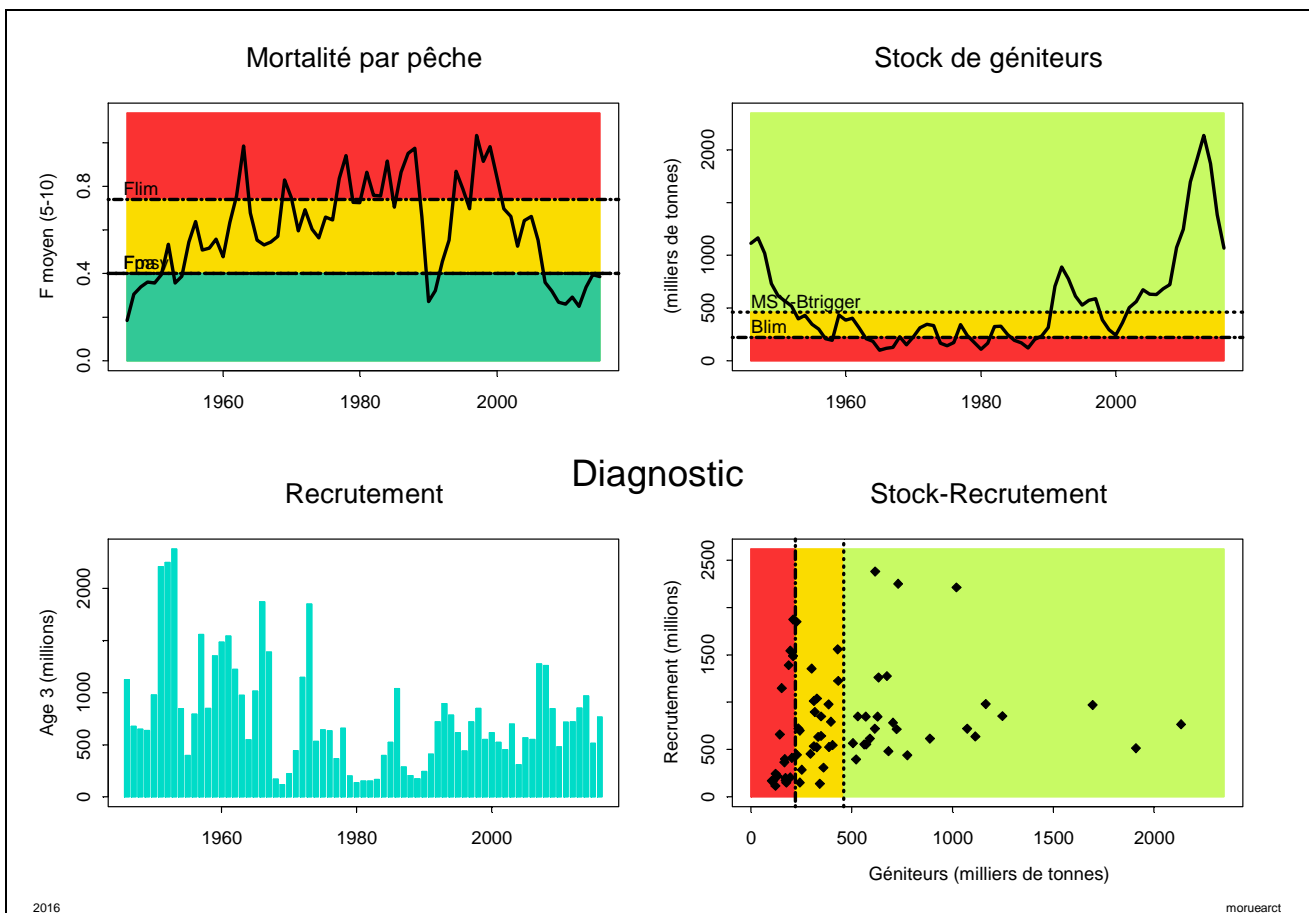 Mortalité par pêche
F moyen (5-10)
0.0 0.4 0.8
Flim
Fpa
Fmsy
1960 1980 2000
Stock de géniteurs
(milliers de tonnes)
0 500 1000 2000
MSY-Btrigger
Blim
1960 1980 2000
Diagnostic
Recrutement
Age 3 (millions)
0 500 1000 2000
1960 1980 2000
Stock-Recrutement
Recrutement (millions)
0 500 1500 2500
0 500 1000 1500 2000
Géniteurs (milliers de tonnes)
2016
moruearct